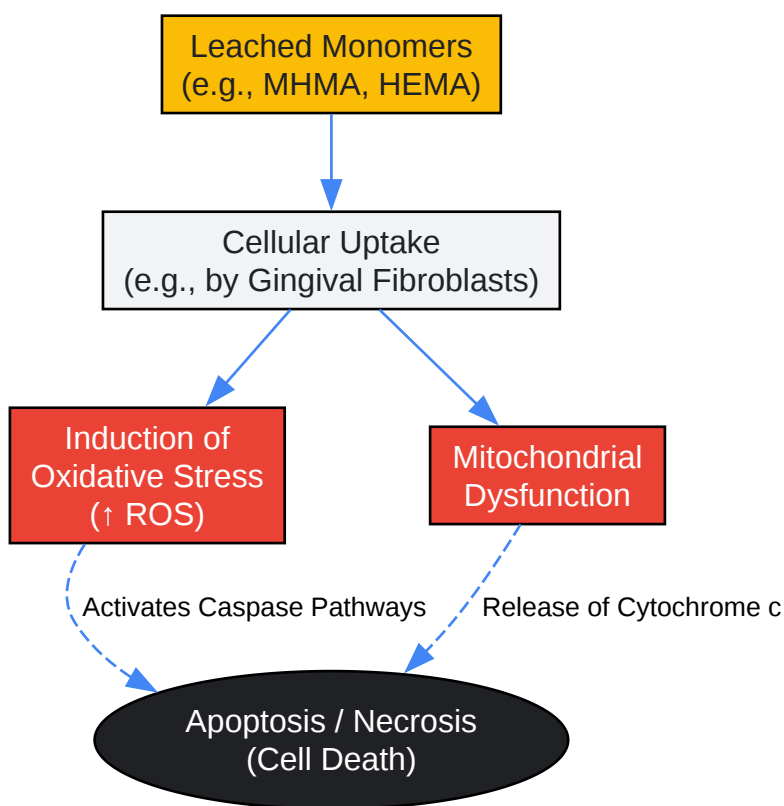 Leached Monomers
(e.g., MHMA, HEMA)
Cellular Uptake
(e.g., by Gingival Fibroblasts)
Induction of
Oxidative Stress
(↑ ROS)
Mitochondrial
Dysfunction
Activates Caspase Pathways
Release of Cytochrome c
Apoptosis / Necrosis
(Cell Death)